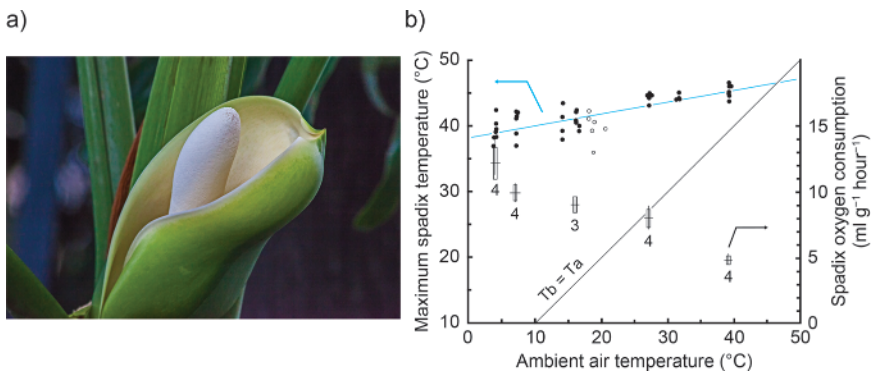 a)
b)
Maximum spadix temperature (°C)
50
40
30
20
10
4
4
3
4
4
Tb = Ta
15
10
5
0
Spadix oxygen consumption
(ml g⁻¹ hour⁻¹)
0
10
20
30
40
50
Ambient air temperature (°C)